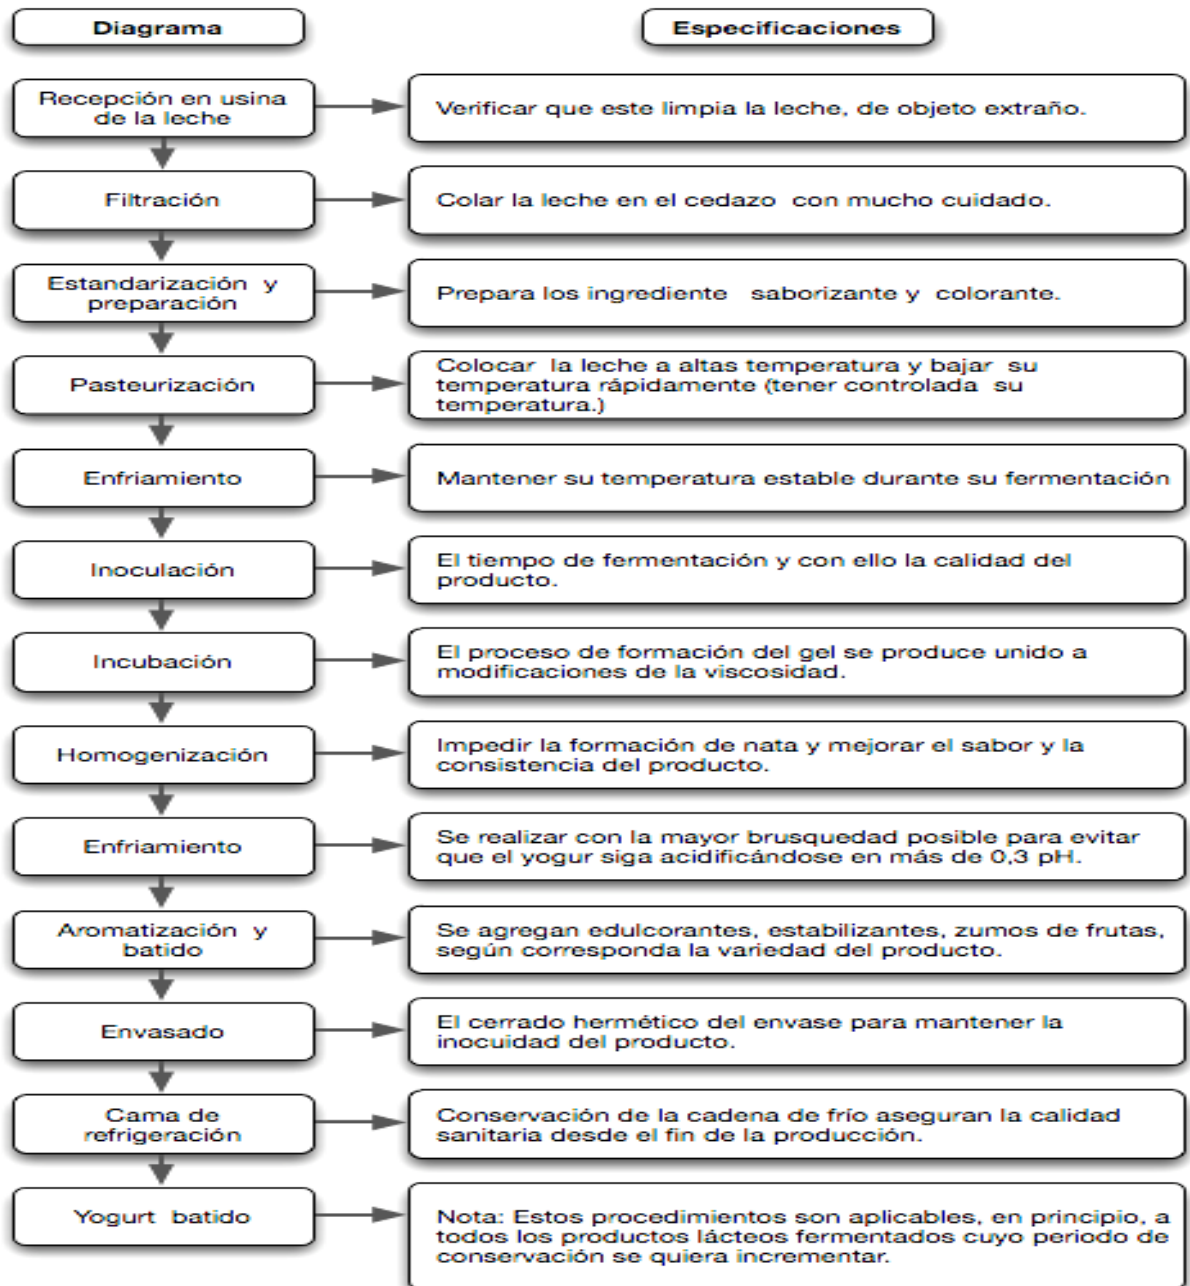 Diagrama
Especificaciones
Recepción en usina
de la leche
Verificar que este limpia la leche, de objeto extraño.
Filtración
Colar la leche en el cedazo con mucho cuidado.
Estandarización y
preparación
Prepara los ingrediente saborizante y colorante.
Pasteurización
Colocar la leche a altas temperatura y bajar su
temperatura rápidamente (tener controlada su
temperatura.)
Enfriamiento
Mantener su temperatura estable durante su fermentación
Inoculación
El tiempo de fermentación y con ello la calidad del
producto.
Incubación
El proceso de formación del gel se produce unido a
modificaciones de la viscosidad.
Homogenización
Impedir la formación de nata y mejorar el sabor y la
consistencia del producto.
Enfriamiento
Se realizar con la mayor brusquedad posible para evitar
que el yogur siga acidificándose en más de 0,3 pH.
Aromatización y
batido
Se agregan edulcorantes, estabilizantes, zumos de frutas,
según corresponda la variedad del producto.
Envasado
El cerrado hermético del envase para mantener la
inocuidad del producto.
Cama de
refrigeración
Conservación de la cadena de frío aseguran la calidad
sanitaria desde el fin de la producción.
Yogurt batido
Nota: Estos procedimientos son aplicables, en principio, a
todos los productos lácteos fermentados cuyo periodo de
conservación se quiera incrementar.